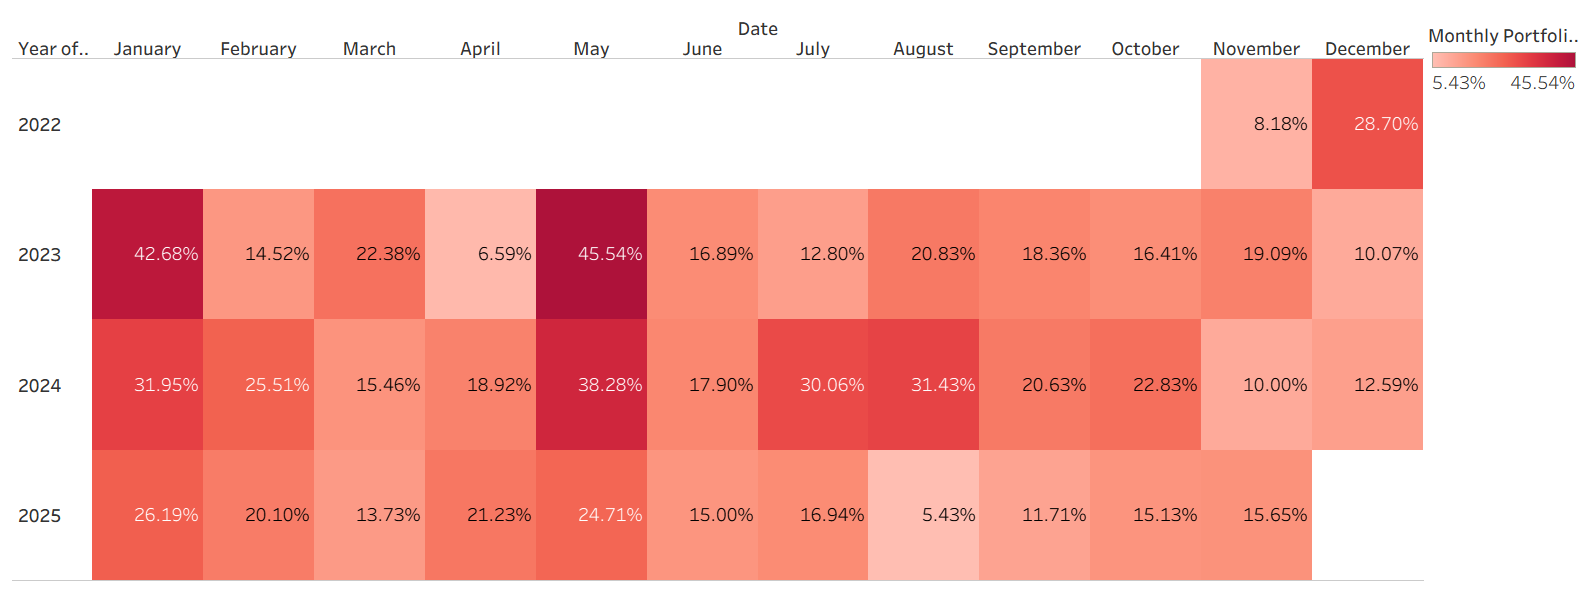 Date
Year of.. January February March April May June July August September October November December
Monthly Portfoli..
5.43% 45.54%
2022 8.18% 28.70%
2023 42.68% 14.52% 22.38% 6.59% 45.54% 16.89% 12.80% 20.83% 18.36% 16.41% 19.09% 10.07%
2024 31.95% 25.51% 15.46% 18.92% 38.28% 17.90% 30.06% 31.43% 20.63% 22.83% 10.00% 12.59%
2025 26.19% 20.10% 13.73% 21.23% 24.71% 15.00% 16.94% 5.43% 11.71% 15.13% 15.65%